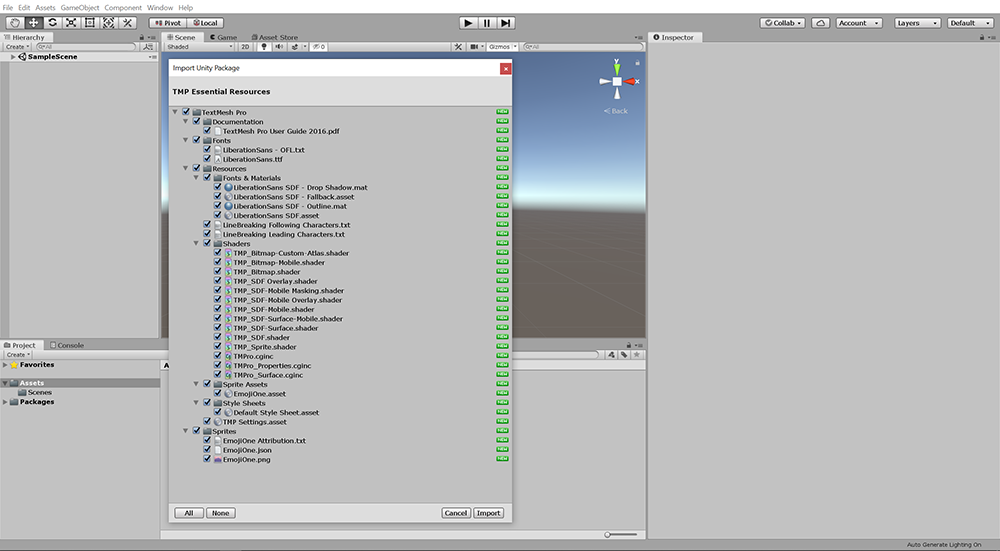 File Edit Assets GameObject Component Window Help
Pivot Local Collab Account Layers Default
Hierarchy Scene Game Asset Store Inspector
Create All Shaded 2D 0 Gizmos All
SampleScene
Import Unity Package
TMP Essential Resources
y
x
Back
TextMesh Pro NEW
Documentation NEW
TextMesh Pro User Guide 2016.pdf NEW
Fonts NEW
LiberationSans - OFL.txt NEW
LiberationSans.ttf NEW
Resources NEW
Fonts & Materials NEW
LiberationSans SDF - Drop Shadow.mat NEW
LiberationSans SDF - Fallback.asset NEW
LiberationSans SDF - Outline.mat NEW
LiberationSans SDF.asset NEW
LineBreaking Following Characters.txt NEW
LineBreaking Leading Characters.txt NEW
Shaders NEW
TMP_Bitmap-Custom-Atlas.shader NEW
TMP_Bitmap-Mobile.shader NEW
TMP_Bitmap.shader NEW
TMP_SDF Overlay.shader NEW
TMP_SDF-Mobile Masking.shader NEW
TMP_SDF-Mobile Overlay.shader NEW
TMP_SDF-Mobile.shader NEW
TMP_SDF-Surface-Mobile.shader NEW
TMP_SDF-Surface.shader NEW
TMP_SDF.shader NEW
TMP_Sprite.shader NEW
TMPro.cginc NEW
TMPro_Properties.cginc NEW
TMPro_Surface.cginc NEW
Sprite Assets NEW
EmojiOne.asset NEW
Style Sheets NEW
Default Style Sheet.asset NEW
TMP Settings.asset NEW
Sprites NEW
EmojiOne Attribution.txt NEW
EmojiOne.json NEW
EmojiOne.png NEW
All None Cancel Import
Project Console
Create
Favorites
Assets
Scenes
Packages
A
Auto Generate Lighting On